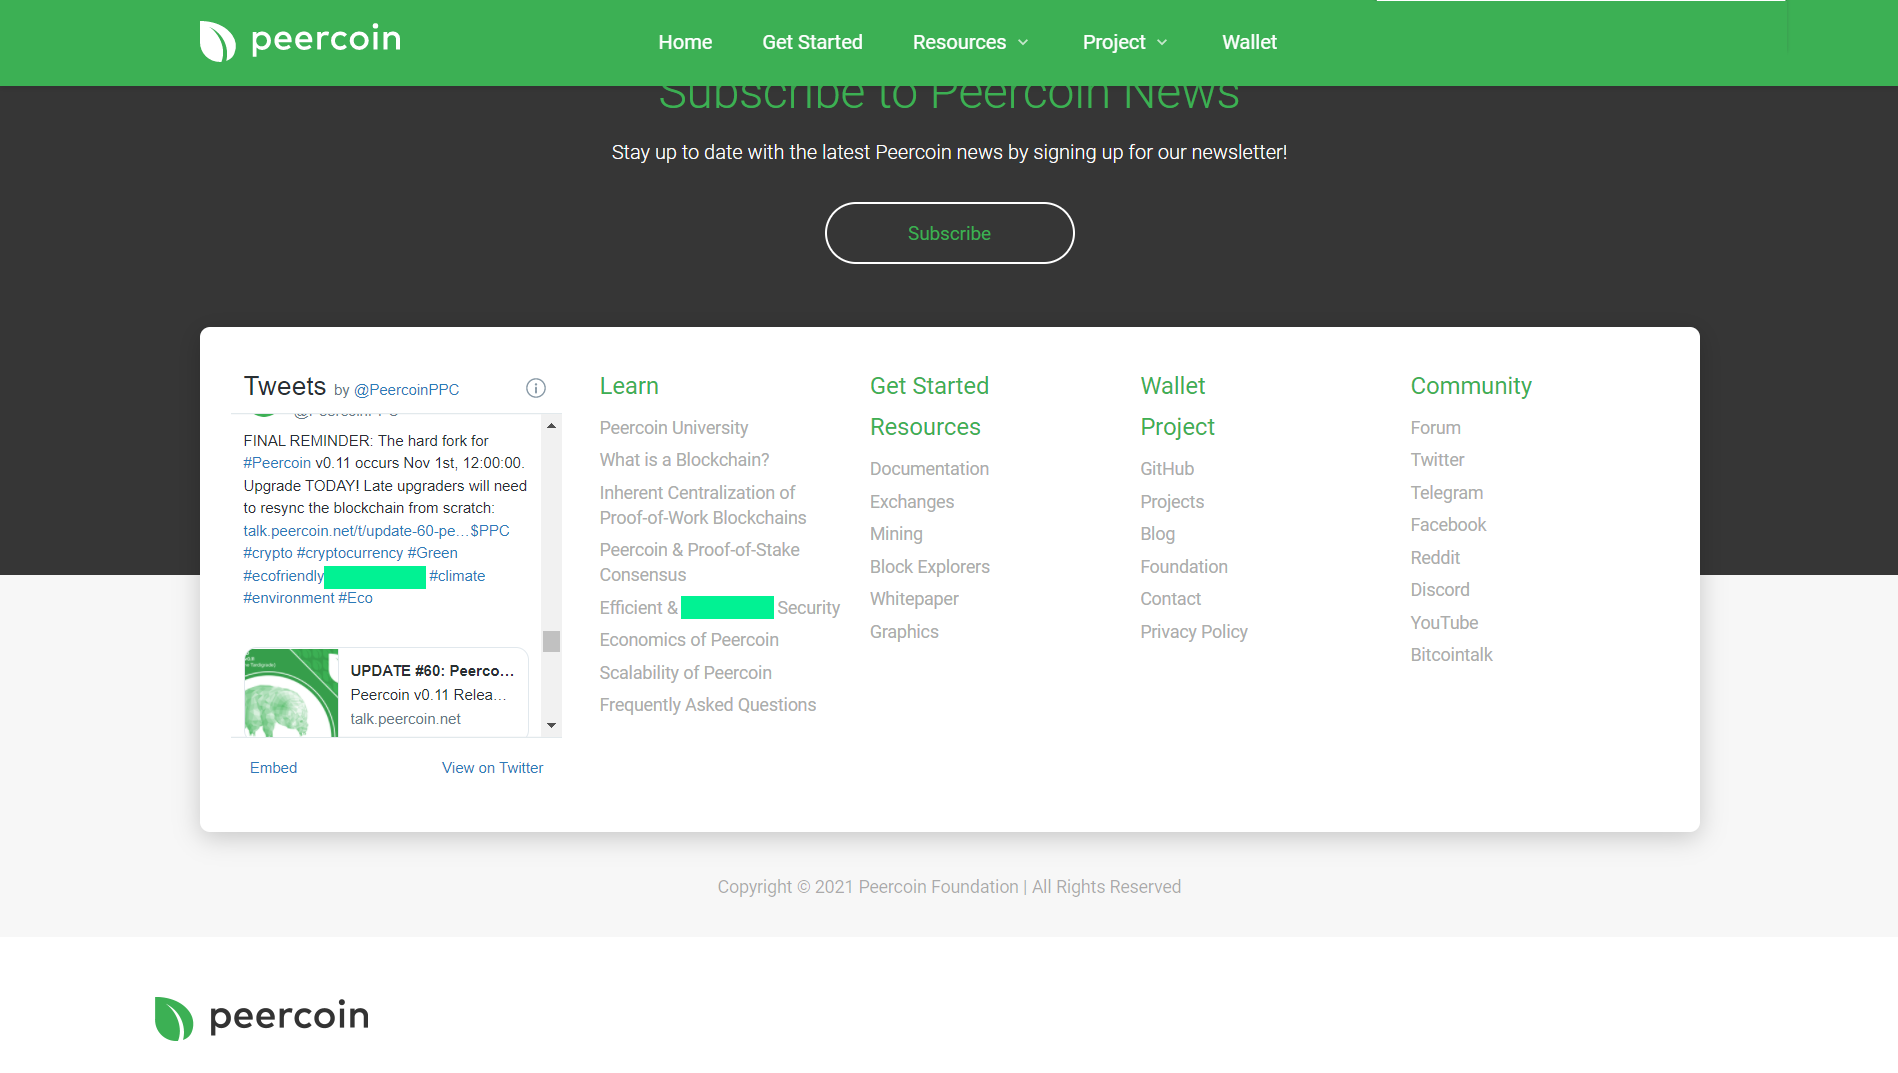 peercoin
Home
Get Started
Resources
Project
Wallet
Subscribe to Peercoin News
Stay up to date with the latest Peercoin news by signing up for our newsletter!
Subscribe
Tweets by @PeercoinPPC
@PeercoinPPC
FINAL REMINDER: The hard fork for
#Peercoin v0.11 occurs Nov 1st, 12:00:00.
Upgrade TODAY! Late upgraders will need
to resync the blockchain from scratch:
talk.peercoin.net/t/update-60-pe…$PPC
#crypto #cryptocurrency #Green
#ecofriendly #climate
#environment #Eco
UPDATE #60: Peerco...
Peercoin v0.11 Relea...
talk.peercoin.net
Embed
View on Twitter
Learn
Peercoin University
What is a Blockchain?
Inherent Centralization of
Proof-of-Work Blockchains
Peercoin & Proof-of-Stake
Consensus
Efficient & Security
Economics of Peercoin
Scalability of Peercoin
Frequently Asked Questions
Get Started
Resources
Documentation
Exchanges
Mining
Block Explorers
Whitepaper
Graphics
Wallet
Project
GitHub
Projects
Blog
Foundation
Contact
Privacy Policy
Community
Forum
Twitter
Telegram
Facebook
Reddit
Discord
YouTube
Bitcointalk
Copyright © 2021 Peercoin Foundation | All Rights Reserved
peercoin